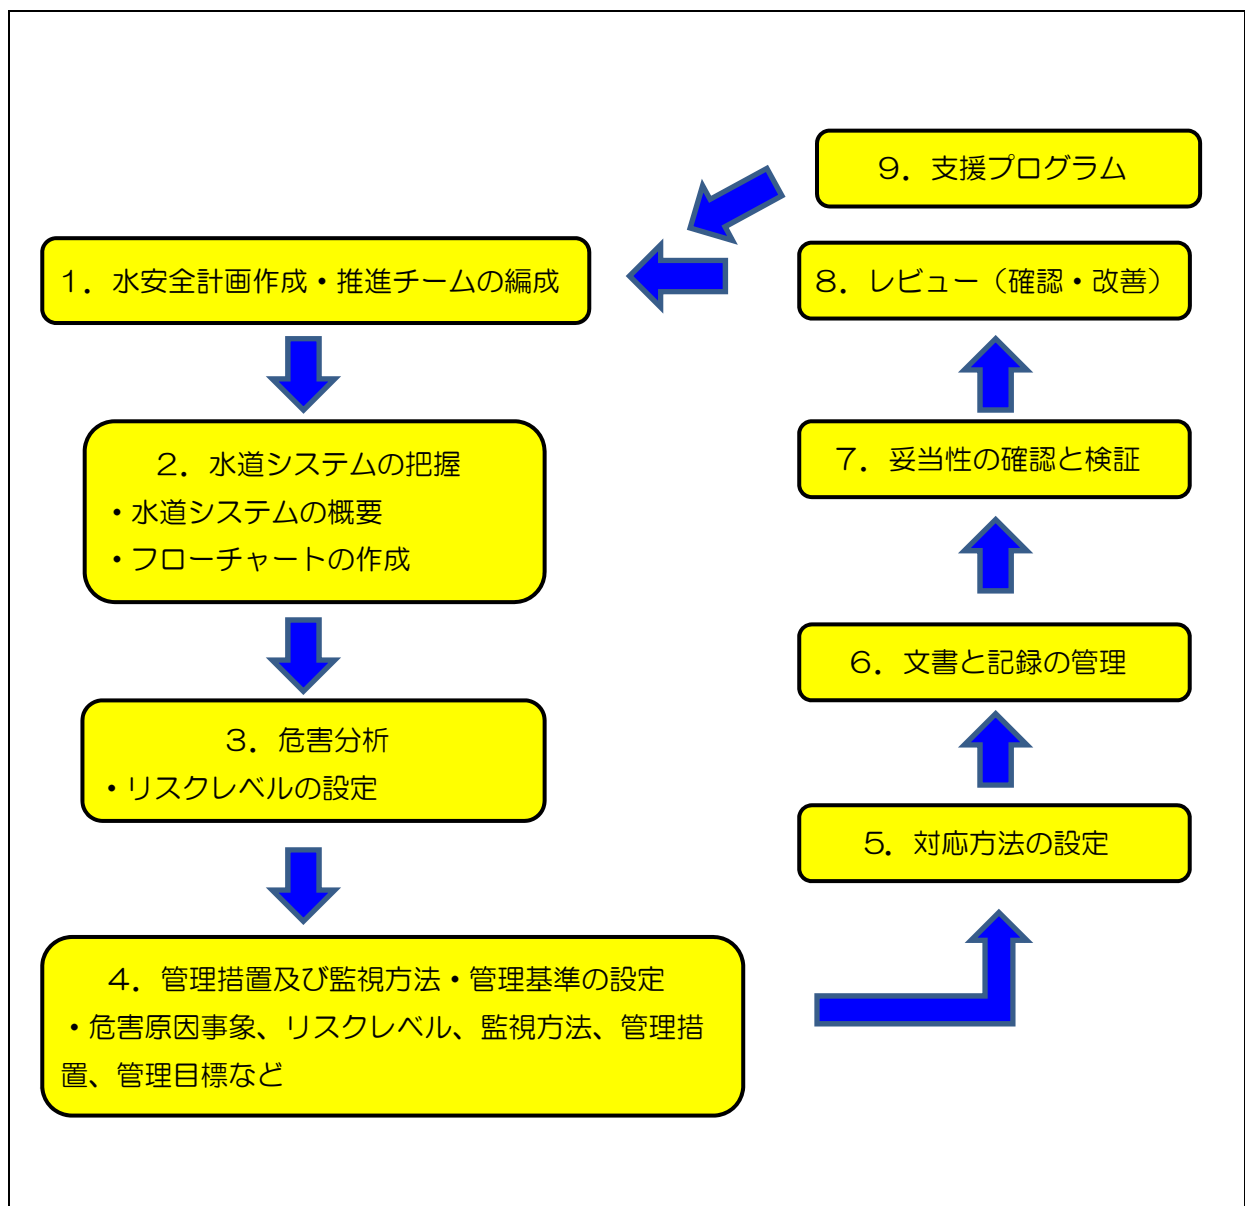 1．水安全計画作成・推進チームの編成
2．水道システムの把握
・水道システムの概要
・フローチャートの作成
3．危害分析
・リスクレベルの設定
4．管理措置及び監視方法・管理基準の設定
・危害原因事象、リスクレベル、監視方法、管理措
置、管理目標など
5．対応方法の設定
6．文書と記録の管理
7．妥当性の確認と検証
8．レビュー（確認・改善）
9．支援プログラム